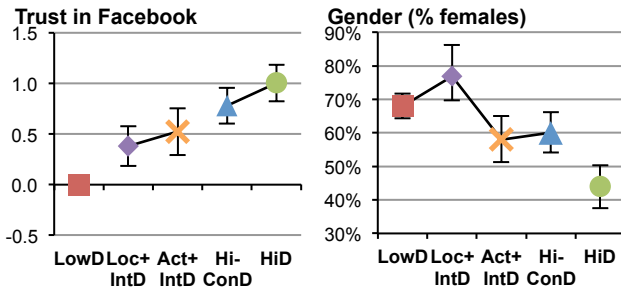 Trust in Facebook
1.5
1.0
0.5
0.0
-0.5
LowD Loc+ Act+ Hi- HiD
IntD IntD ConD
Gender (% females)
90%
80%
70%
60%
50%
40%
30%
LowD Loc+ Act+ Hi- HiD
IntD IntD ConD